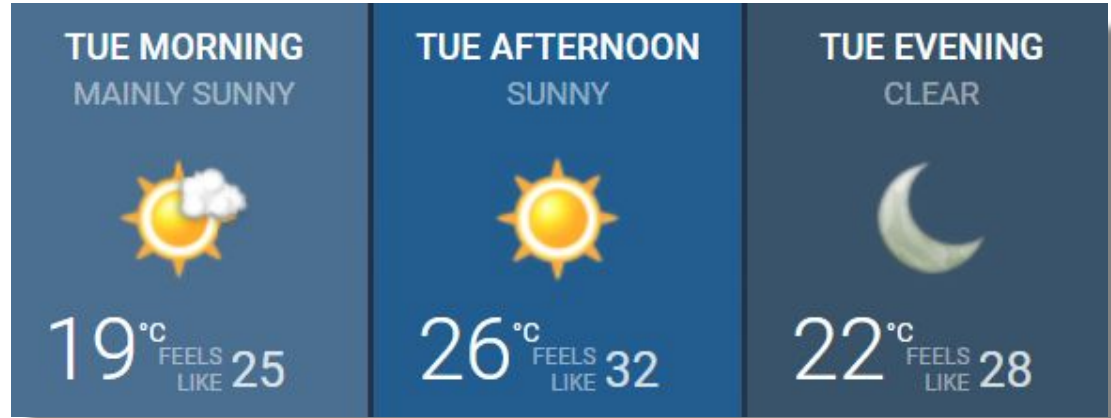 TUE MORNING
MAINLY SUNNY
19°C
FEELS LIKE 25
TUE AFTERNOON
SUNNY
26°C
FEELS LIKE 32
TUE EVENING
CLEAR
22°C
FEELS LIKE 28